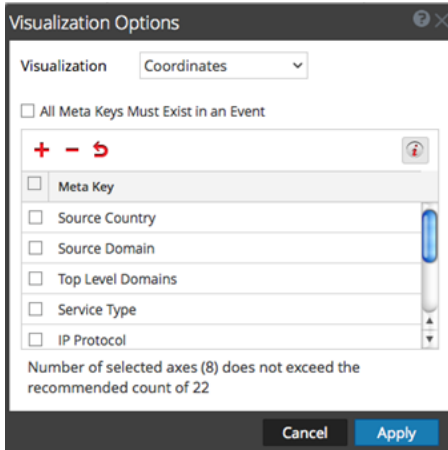 Visualization Options
Visualization Coordinates
All Meta Keys Must Exist in an Event
Meta Key
Source Country
Source Domain
Top Level Domains
Service Type
IP Protocol
Number of selected axes (8) does not exceed the
recommended count of 22
Cancel Apply